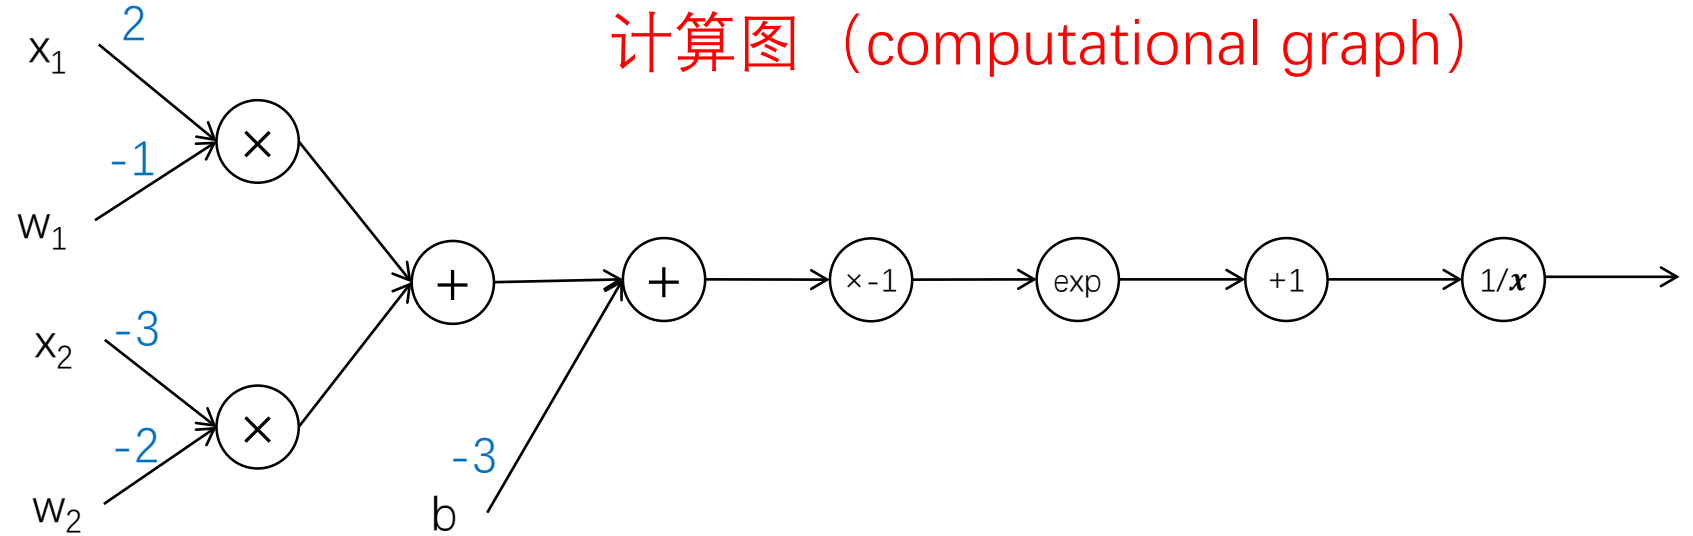 计算图（computational graph）
x₁
2
-1
w₁
×
x₂
-3
-2
w₂
×
+
b
-3
+
×-1
exp
+1
1/x